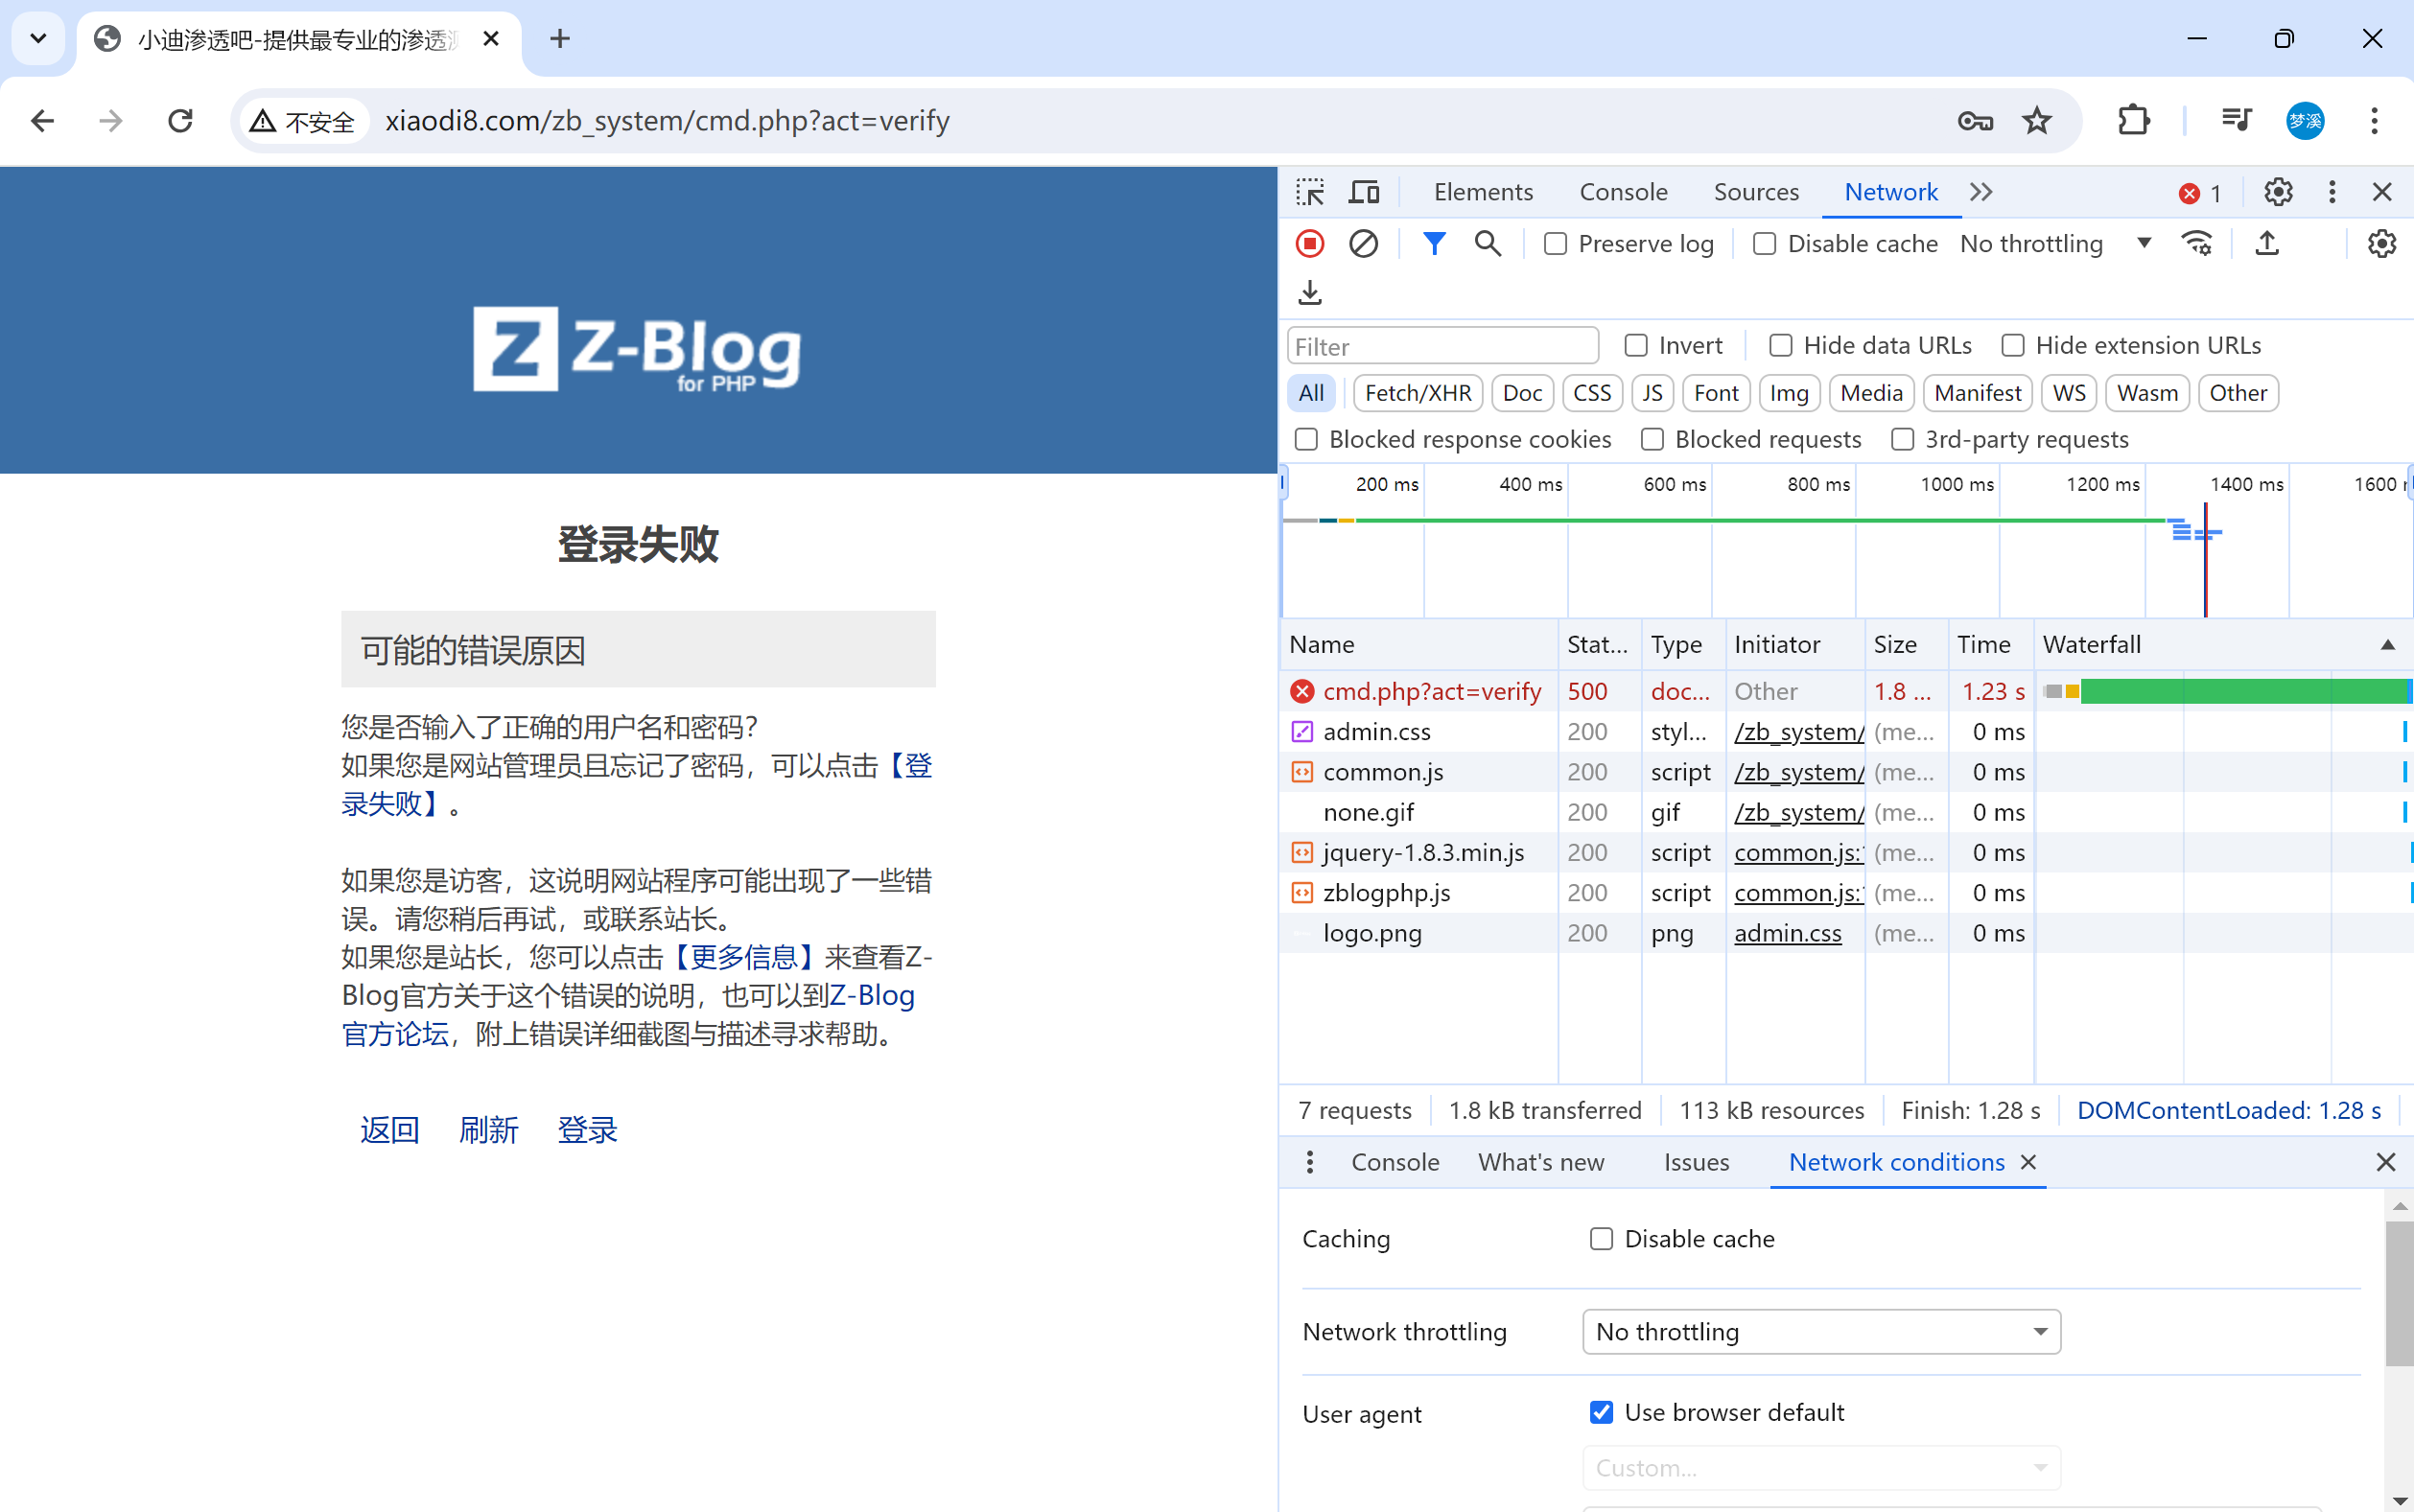 小迪渗透吧-提供最专业的渗透测
不安全
xiaodi8.com/zb_system/cmd.php?act=verify
梦溪
Z-Blog
for PHP
登录失败
可能的错误原因
您是否输入了正确的用户名和密码?
如果您是网站管理员且忘记了密码，可以点击【登
录失败】。
如果您是访客，这说明网站程序可能出现了一些错
误。请您稍后再试，或联系站长。
如果您是站长，您可以点击【更多信息】来查看Z-
Blog官方关于这个错误的说明，也可以到Z-Blog
官方论坛，附上错误详细截图与描述寻求帮助。
返回 刷新 登录
Elements Console Sources Network 1
Preserve log Disable cache No throttling
Filter Invert Hide data URLs Hide extension URLs
All Fetch/XHR Doc CSS JS Font Img Media Manifest WS Wasm Other
Blocked response cookies Blocked requests 3rd-party requests
200 ms 400 ms 600 ms 800 ms 1000 ms 1200 ms 1400 ms 1600
Name Stat... Type Initiator Size Time Waterfall
cmd.php?act=verify 500 doc... Other 1.8 ... 1.23 s
admin.css 200 styl... /zb_system/ (me... 0 ms
common.js 200 script /zb_system/ (me... 0 ms
none.gif 200 gif /zb_system/ (me... 0 ms
jquery-1.8.3.min.js 200 script common.js: (me... 0 ms
zblogphp.js 200 script common.js: (me... 0 ms
logo.png 200 png admin.css (me... 0 ms
7 requests 1.8 kB transferred 113 kB resources Finish: 1.28 s DOMContentLoaded: 1.28 s
Console What's new Issues Network conditions
Caching Disable cache
Network throttling No throttling
User agent Use browser default
Custom...